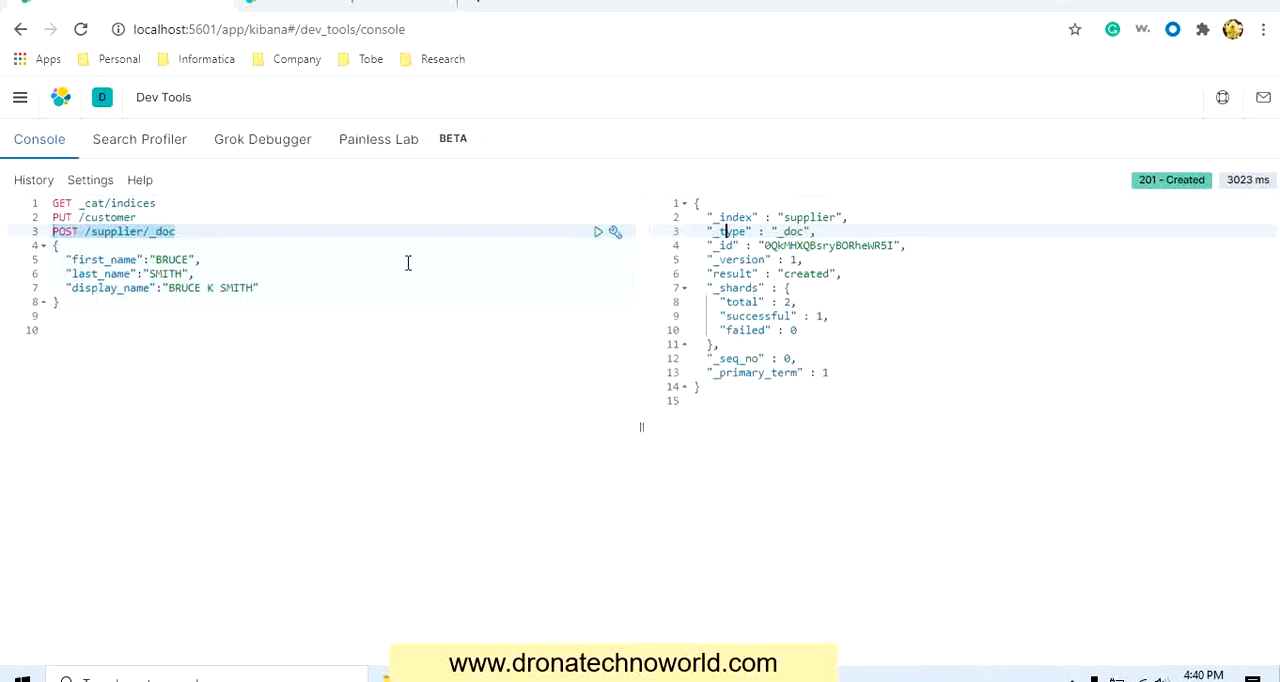 localhost:5601/app/kibana#/dev_tools/console
Apps Personal Informatica Company Tobe Research
D Dev Tools
Console Search Profiler Grok Debugger Painless Lab BETA
History Settings Help
201 - Created 3023 ms
1 GET _cat/indices
2 PUT /customer
3 POST /supplier/_doc
4 {
5 "first_name":"BRUCE",
6 "last_name":"SMITH",
7 "display_name":"BRUCE K SMITH"
8 }
9
10
1 {
2 "_index" : "supplier",
3 "_type" : "_doc",
4 "_id" : "0QkMHXQBsryBORheWR5I",
5 "_version" : 1,
6 "result" : "created",
7 "_shards" : {
8 "total" : 2,
9 "successful" : 1,
10 "failed" : 0
11 },
12 "_seq_no" : 0,
13 "_primary_term" : 1
14 }
15
www.dronatechnoworld.com
4:40 PM